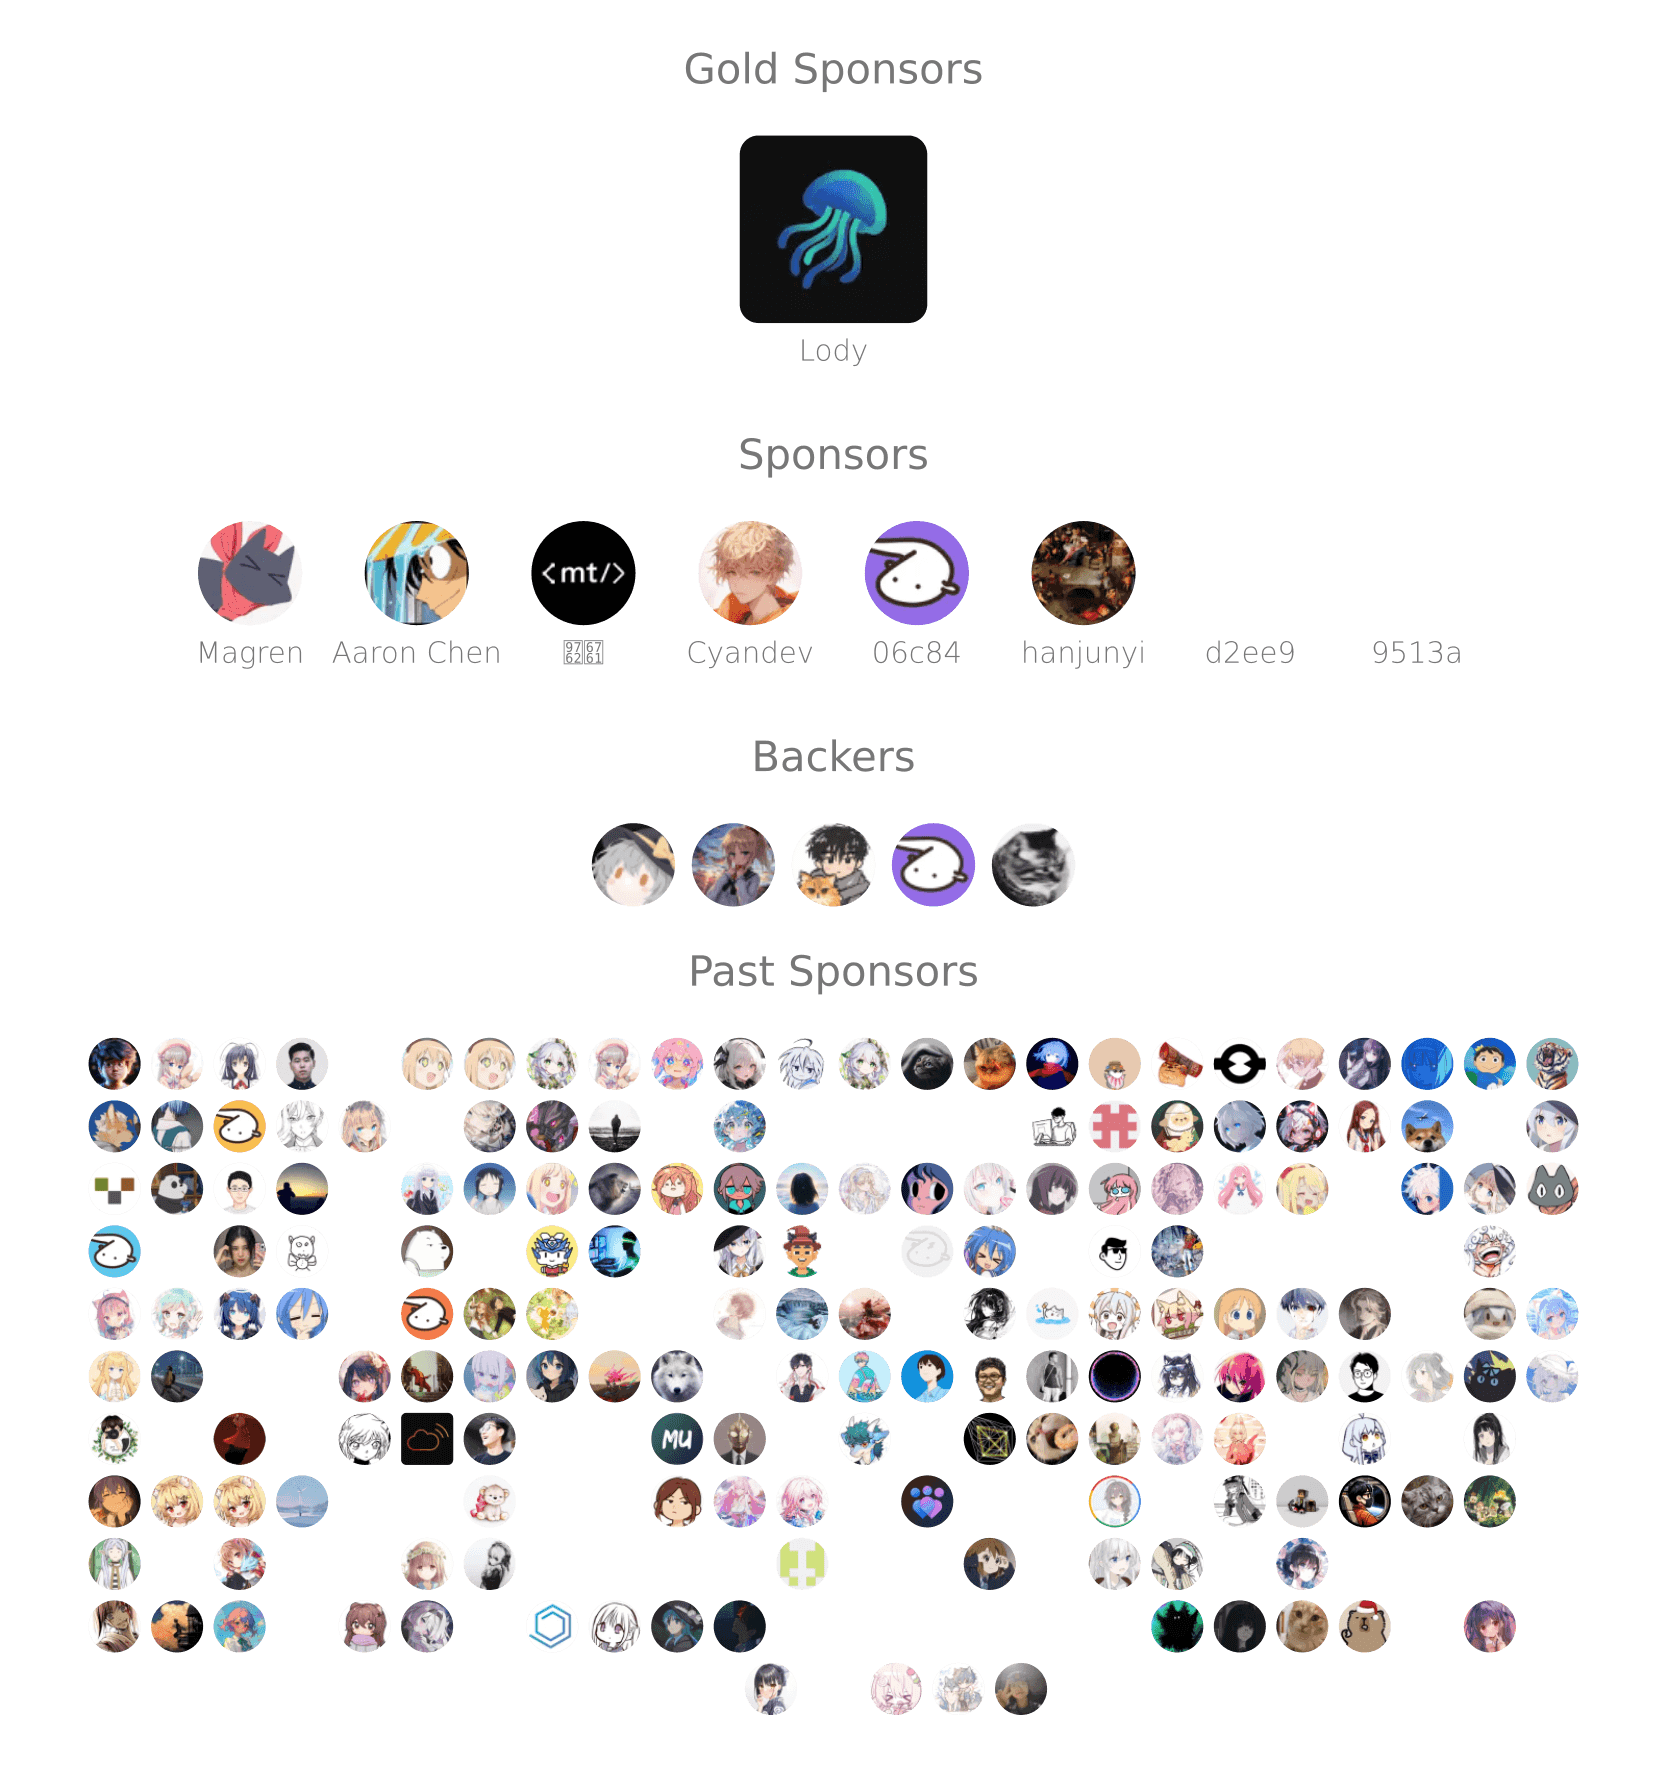 Gold Sponsors
Lody
Sponsors
<mt/>
Magren
Aaron Chen
Cyandev
06c84
hanjunyi
d2ee9
9513a
Backers
Past Sponsors
MU